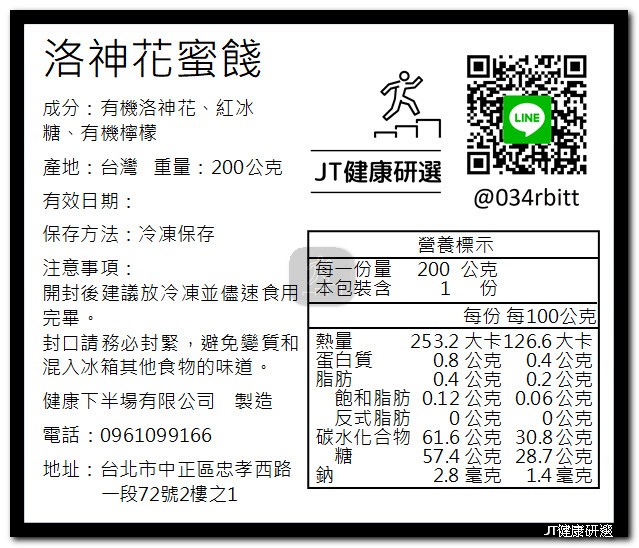 洛神花蜜餞
成分：有機洛神花、紅冰
糖、有機檸檬
產地：台灣 重量：200公克
有效日期：
保存方法：冷凍保存
注意事項：
開封後建議放冷凍並儘速食用
完畢。
封口請務必封緊，避免變質和
混入冰箱其他食物的味道。
健康下半場有限公司 製造
電話：0961099166
地址：台北市中正區忠孝西路
一段72號2樓之1
JT健康研選
LINE
@034rbitt
營養標示
每一份量 200 公克
本包裝含 1 份
每份 每100公克
熱量 253.2 大卡 126.6 大卡
蛋白質 0.8 公克 0.4 公克
脂肪 0.4 公克 0.2 公克
飽和脂肪 0.12 公克 0.06 公克
反式脂肪 0 公克 0 公克
碳水化合物 61.6 公克 30.8 公克
糖 57.4 公克 28.7 公克
鈉 2.8 毫克 1.4 毫克
JT健康研選